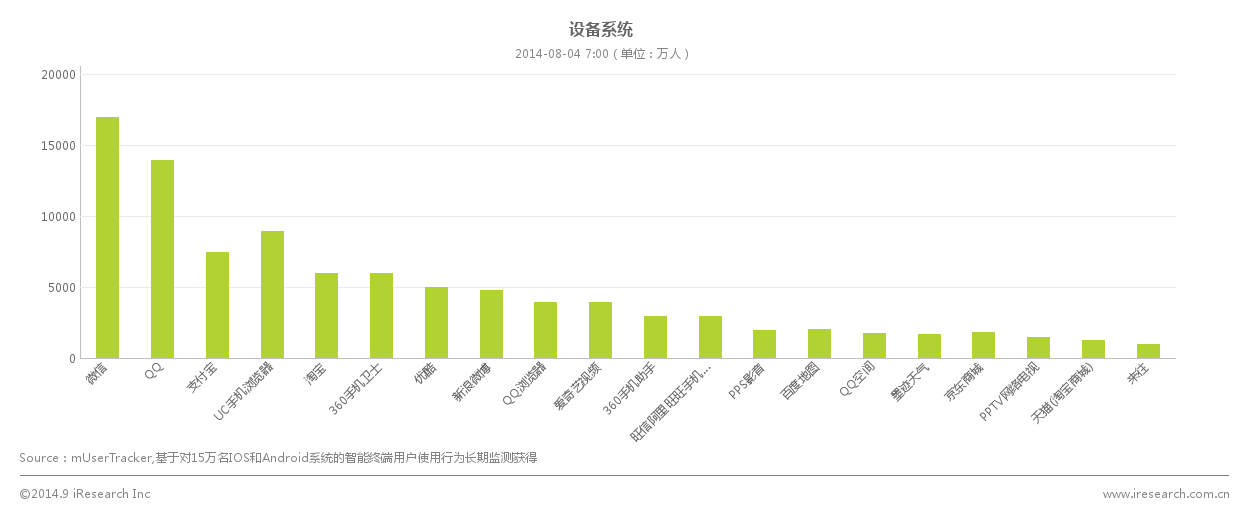 设备系统
2014-08-04 7:00 ( 单位 : 万人 )
20000
15000
10000
5000
0
微信
QQ
支付宝
UC手机浏览器
淘宝
360手机卫士
优酷
新浪微博
QQ浏览器
爱奇艺视频
360手机助手
旺信阿里旺旺手机...
PPS影音
百度地图
QQ空间
墨迹天气
京东商城
PPTV网络电视
天猫(淘宝商城)
来往
Source : mUserTracker,基于对15万名IOS和Android系统的智能终端用户使用行为长期监测获得
©2014.9 iResearch Inc
www.iresearch.com.cn